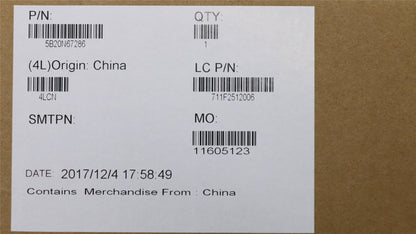 P/N:
QTY:
5B20N67286
1
(4L)Origin: China
LC P/N:
4LCN
711F2512006
SMTPN:
MO:
11605123
DATE: 2017/12/4 17:58:49
Contains Merchandise From : China